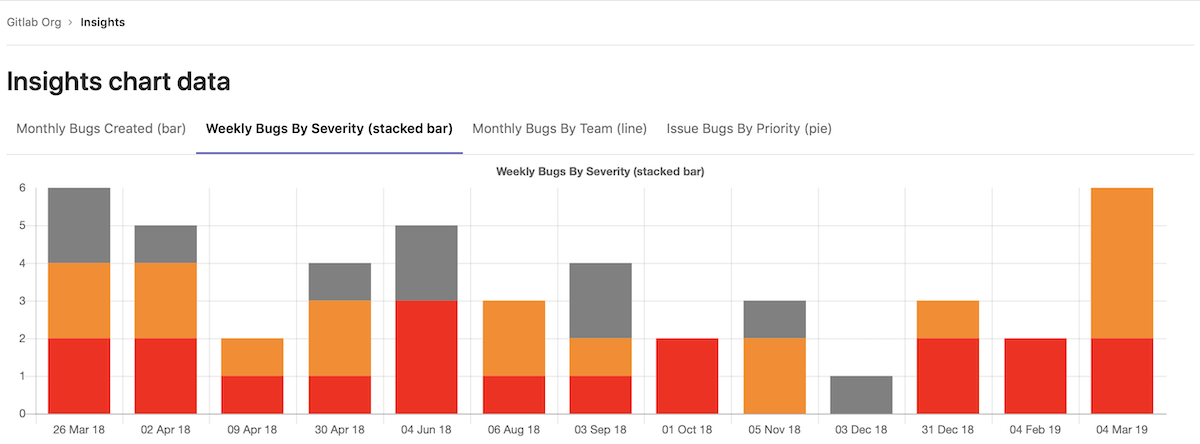 Gitlab Org › Insights
Insights chart data
Monthly Bugs Created (bar) Weekly Bugs By Severity (stacked bar) Monthly Bugs By Team (line) Issue Bugs By Priority (pie)
Weekly Bugs By Severity (stacked bar)
6
5
4
3
2
1
0
26 Mar 18 02 Apr 18 09 Apr 18 30 Apr 18 04 Jun 18 06 Aug 18 03 Sep 18 01 Oct 18 05 Nov 18 03 Dec 18 31 Dec 18 04 Feb 19 04 Mar 19